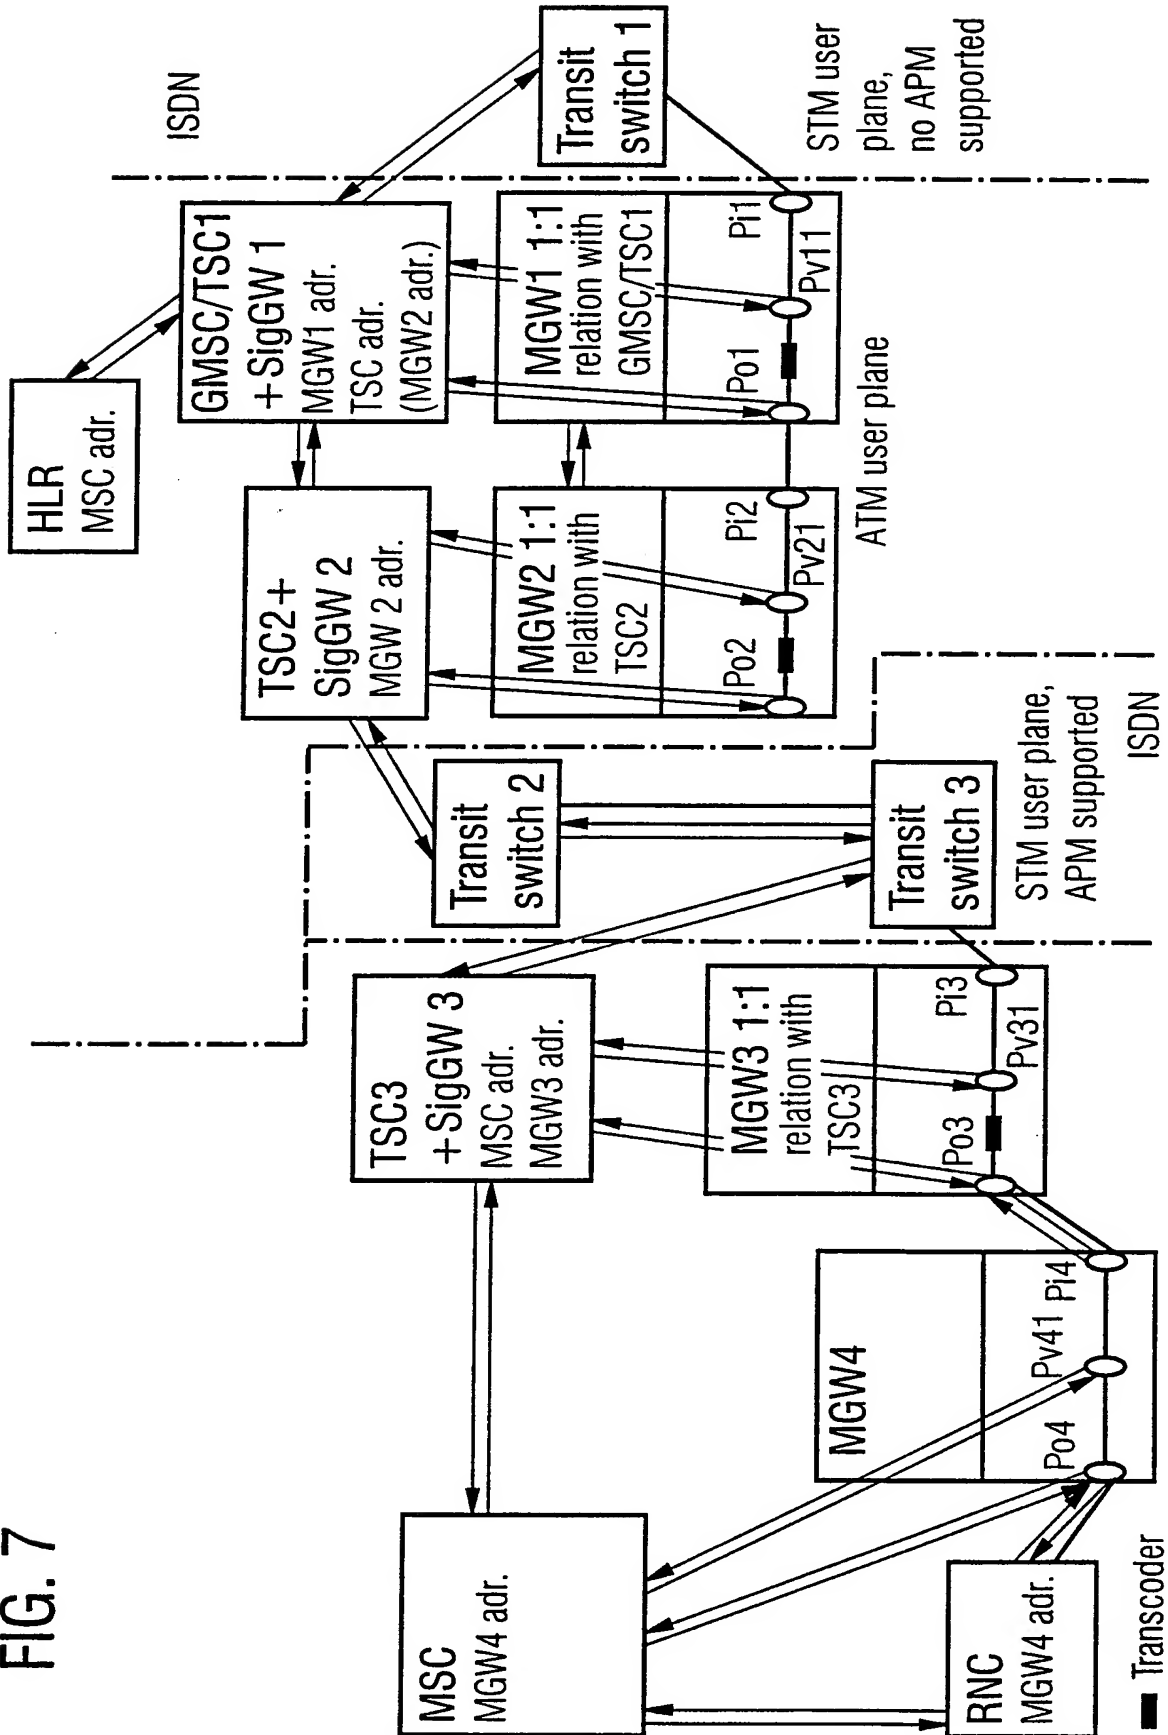 FIG. 7
HLR
MSC adr.
ISDN
GMSC/TSC1
+SigGW 1
MGW1 adr.
TSC adr.
(MGW2 adr.)
Transit
switch 1
TSC2+
SigGW 2
MGW 2 adr.
MGW1 1:1
relation with
GMSC/TSC1
Po1
Pv11
Pi1
STM user
plane,
no APM
supported
MGW2 1:1
relation with
TSC2
Po2
Pv21
Pi2
ATM user plane
Transit
switch 2
Transit
switch 3
STM user plane,
APM supported
ISDN
TSC3
+SigGW 3
MSC adr.
MGW3 adr.
MGW3 1:1
relation with
TSC3
Po3
Pv31
Pi3
MSC
MGW4 adr.
MGW4
Po4
Pv41
Pi4
RNC
MGW4 adr.
Transcoder